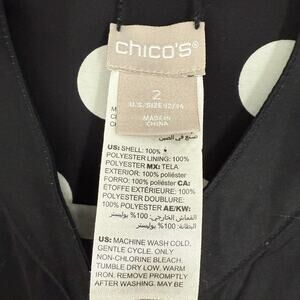 chico's®
2
U.S./SIZE 12/14
MADE IN
CHINA
صنع في الصين
US: SHELL: 100%
POLYESTER LINING: 100%
POLYESTER MX: TELA
EXTERIOR: 100% poliéster
FORRO: 100% poliéster CA:
ÉTOFFE EXTÉRIEURE: 100%
POLYESTER DOUBLURE:
100% POLYESTER AE/KW:
القماش الخارجي: 100% بوليستر
البطانة: 100% بوليستر
US: MACHINE WASH COLD,
GENTLE CYCLE. ONLY
NON-CHLORINE BLEACH.
TUMBLE DRY LOW, WARM
IRON. REMOVE PROMPTLY
AFTER WASHING. MAY BE